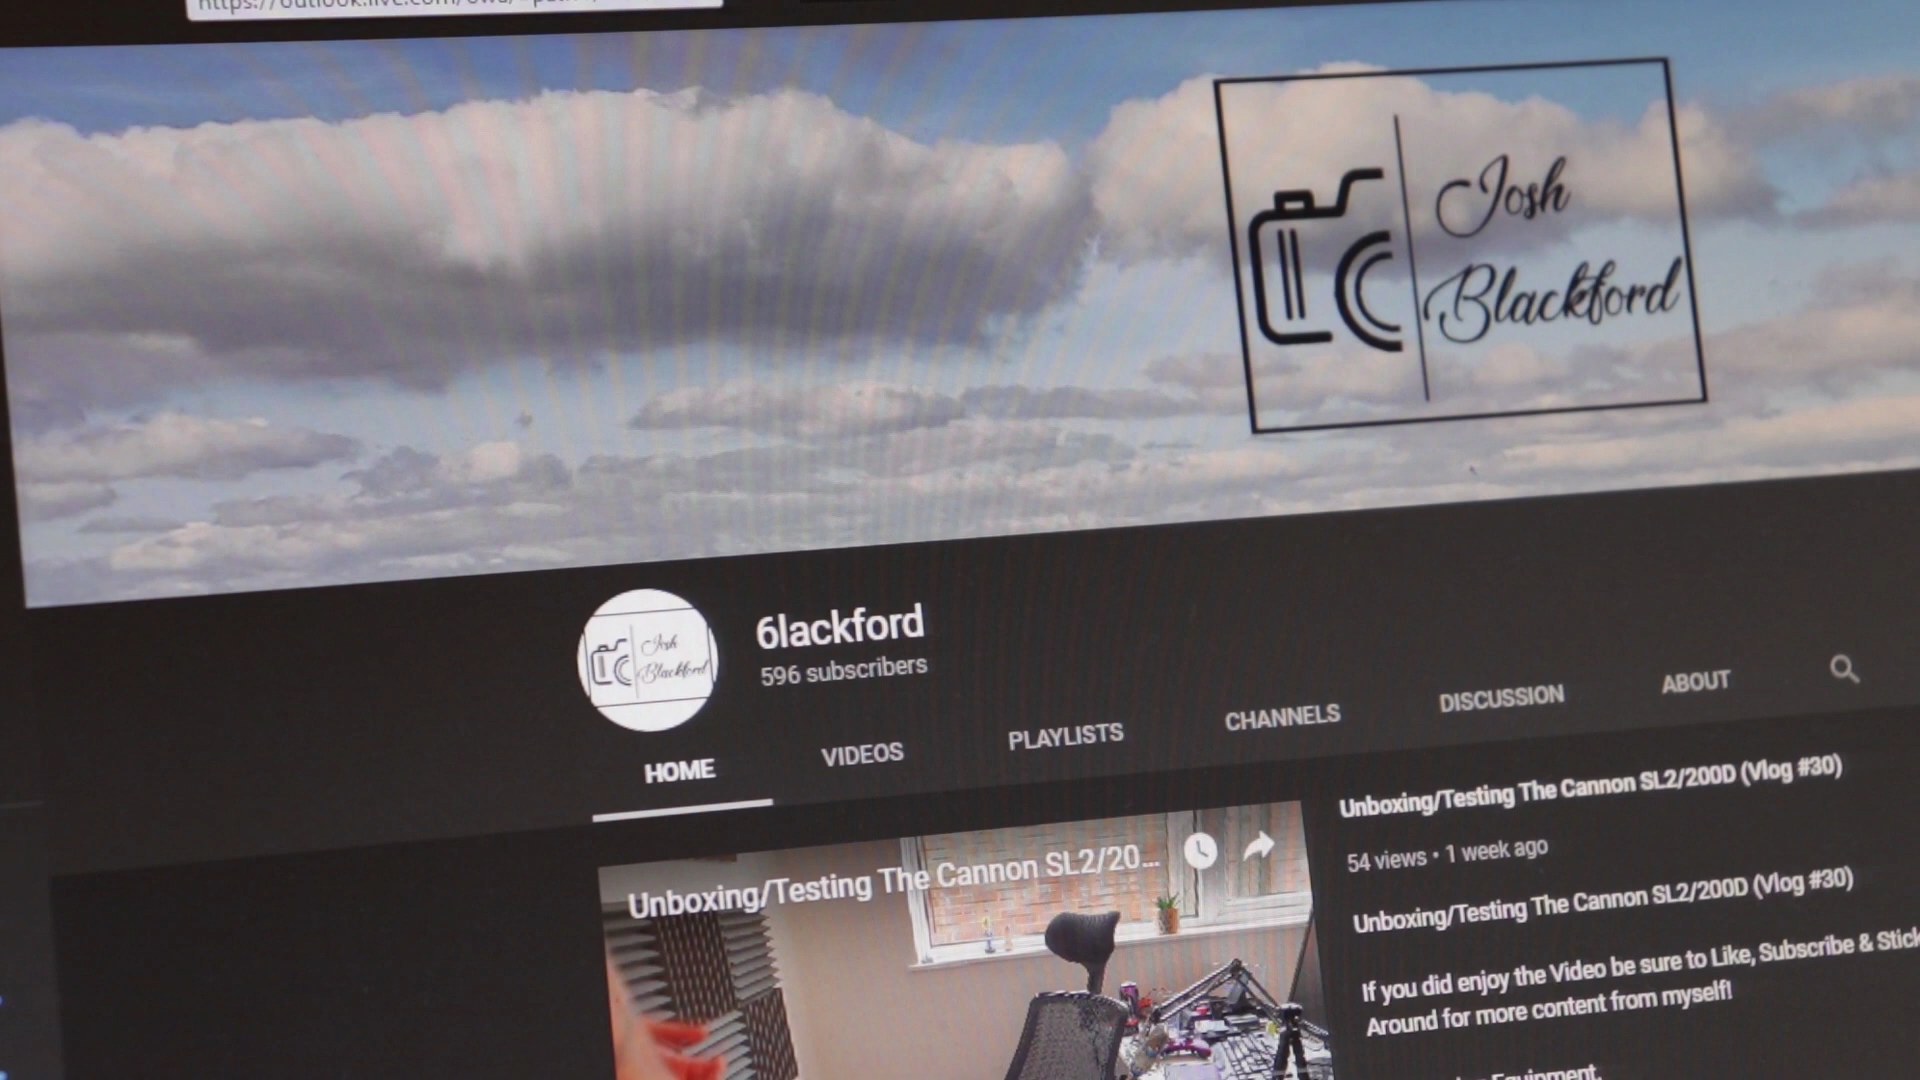 Josh
Blackford
6lackford
596 subscribers
HOME
VIDEOS
PLAYLISTS
CHANNELS
DISCUSSION
ABOUT
Unboxing/Testing The Cannon SL2/20...
Unboxing/Testing The Cannon SL2/200D (Vlog #30)
54 views • 1 week ago
Unboxing/Testing The Cannon SL2/200D (Vlog #30)
If you did enjoy the Video be sure to Like, Subscribe & Stick
Around for more content from myself!
Equipment.